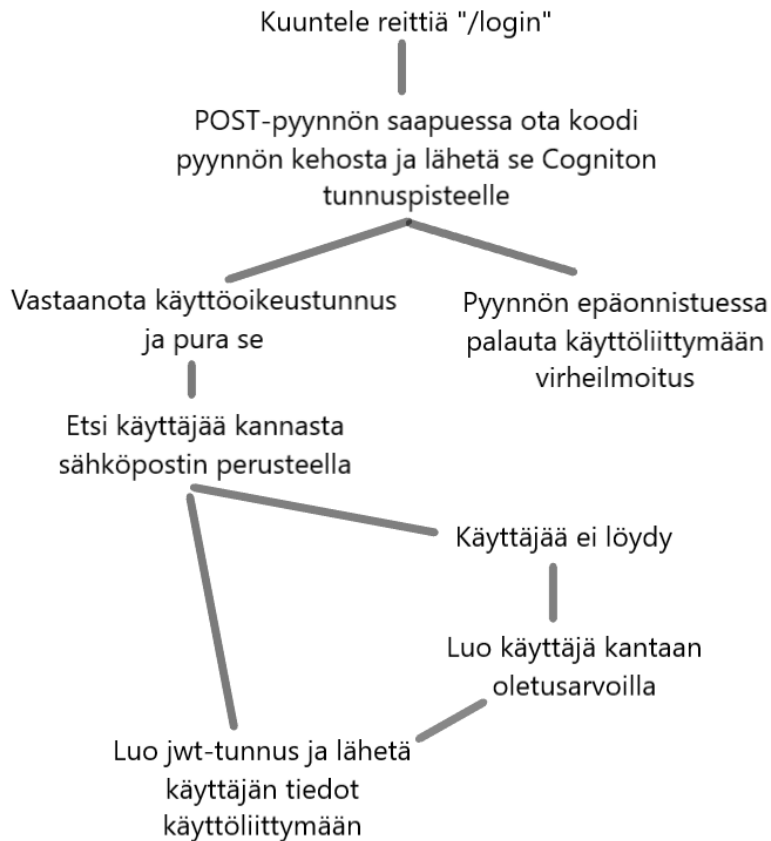 Kuuntele reittiä "/login"
POST-pyynnön saapuessa ota koodi
pyynnön kehosta ja lähetä se Cogniton
tunnuspisteelle
Vastaanota käyttöoikeustunnus
ja pura se
Pyynnön epäonnistuessa
palauta käyttöliittymään
virheilmoitus
Etsi käyttäjää kannasta
sähköpostin perusteella
Käyttäjää ei löydy
Luo käyttäjä kantaan
oletusarvoilla
Luo jwt-tunnus ja lähetä
käyttäjän tiedot
käyttöliittymään